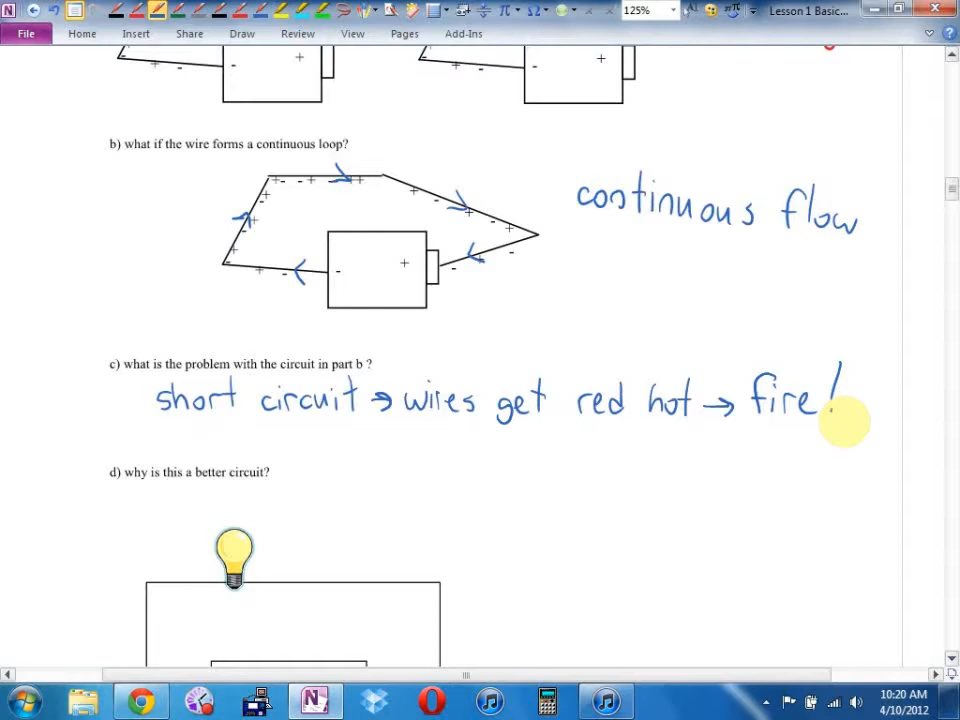 125%
Lesson 1 Basic...
File Home Insert Share Draw Review View Pages Add-Ins
- + - +
- + - +
b) what if the wire forms a continuous loop?
continuous flow
- +
c) what is the problem with the circuit in part b ?
short circuit → wires get red hot → fire!
d) why is this a better circuit?
10:20 AM
4/10/2012